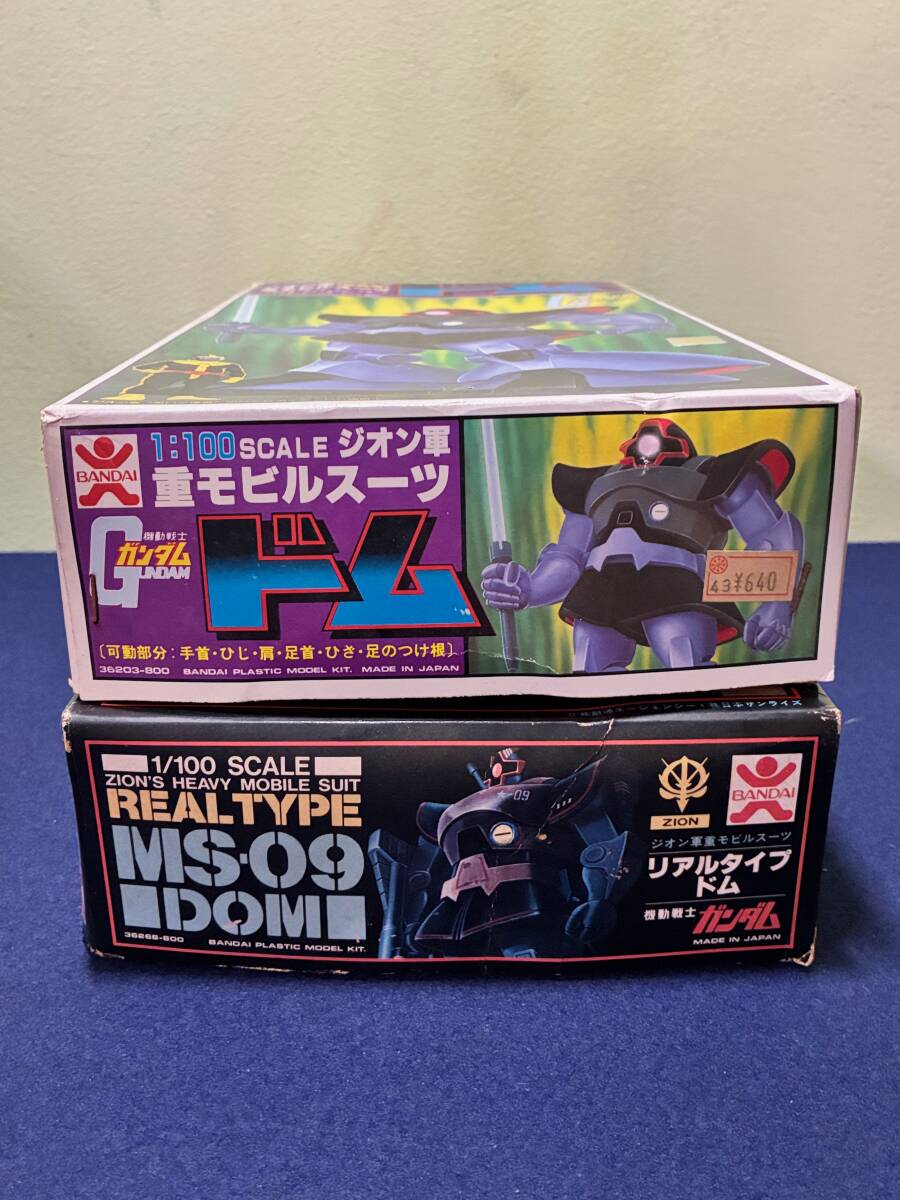 BANDAI
1:100 SCALE ジオン軍
重モビルスーツ
機動戦士
ガンダム
GUNDAM
ドム
[可動部分:手首・ひじ・肩・足首・ひざ・足のつけ根]
36203-800 BANDAI PLASTIC MODEL KIT. MADE IN JAPAN
43¥640
1/100 SCALE
ZION'S HEAVY MOBILE SUIT
REALTYPE
MS-09
DOM
36266-800 BANDAI PLASTIC MODEL KIT.
-09
ZION
BANDAI
ジオン軍重モビルスーツ
リアルタイプ
ドム
機動戦士 ガンダム
MADE IN JAPAN